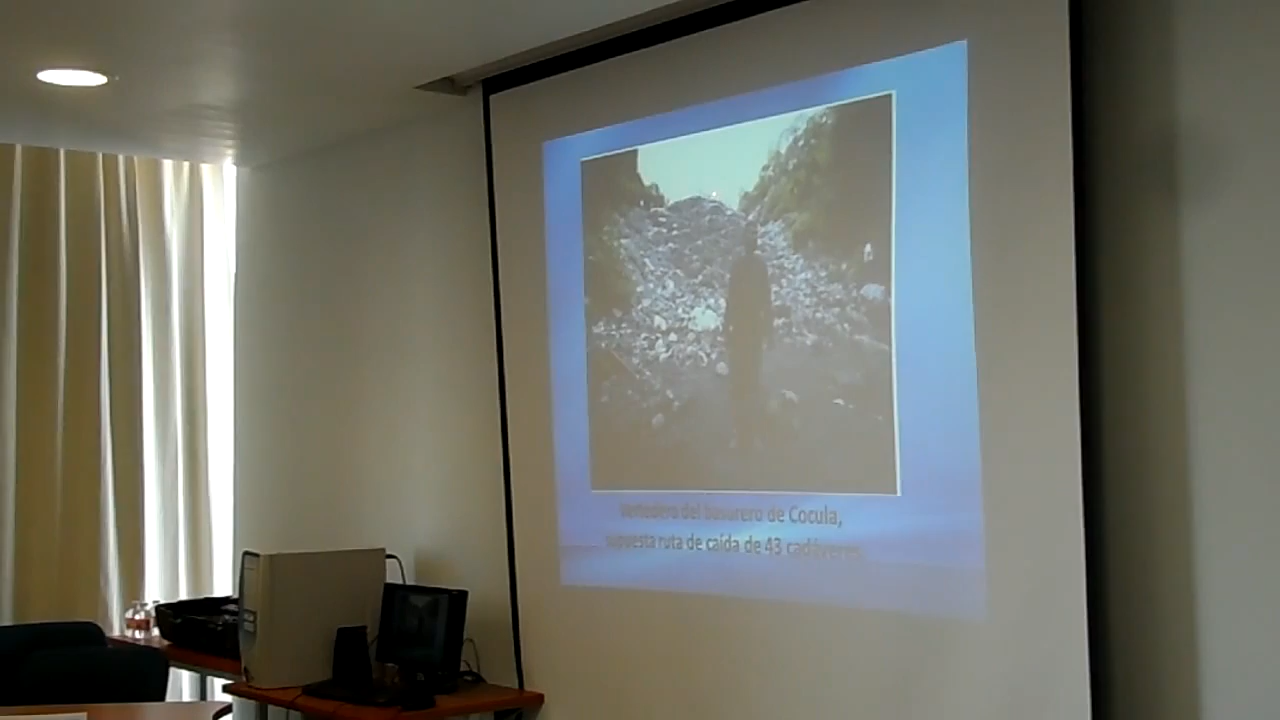 Vertedero del basurero de Cocula,
supuesta ruta de caída de 43 cadáveres